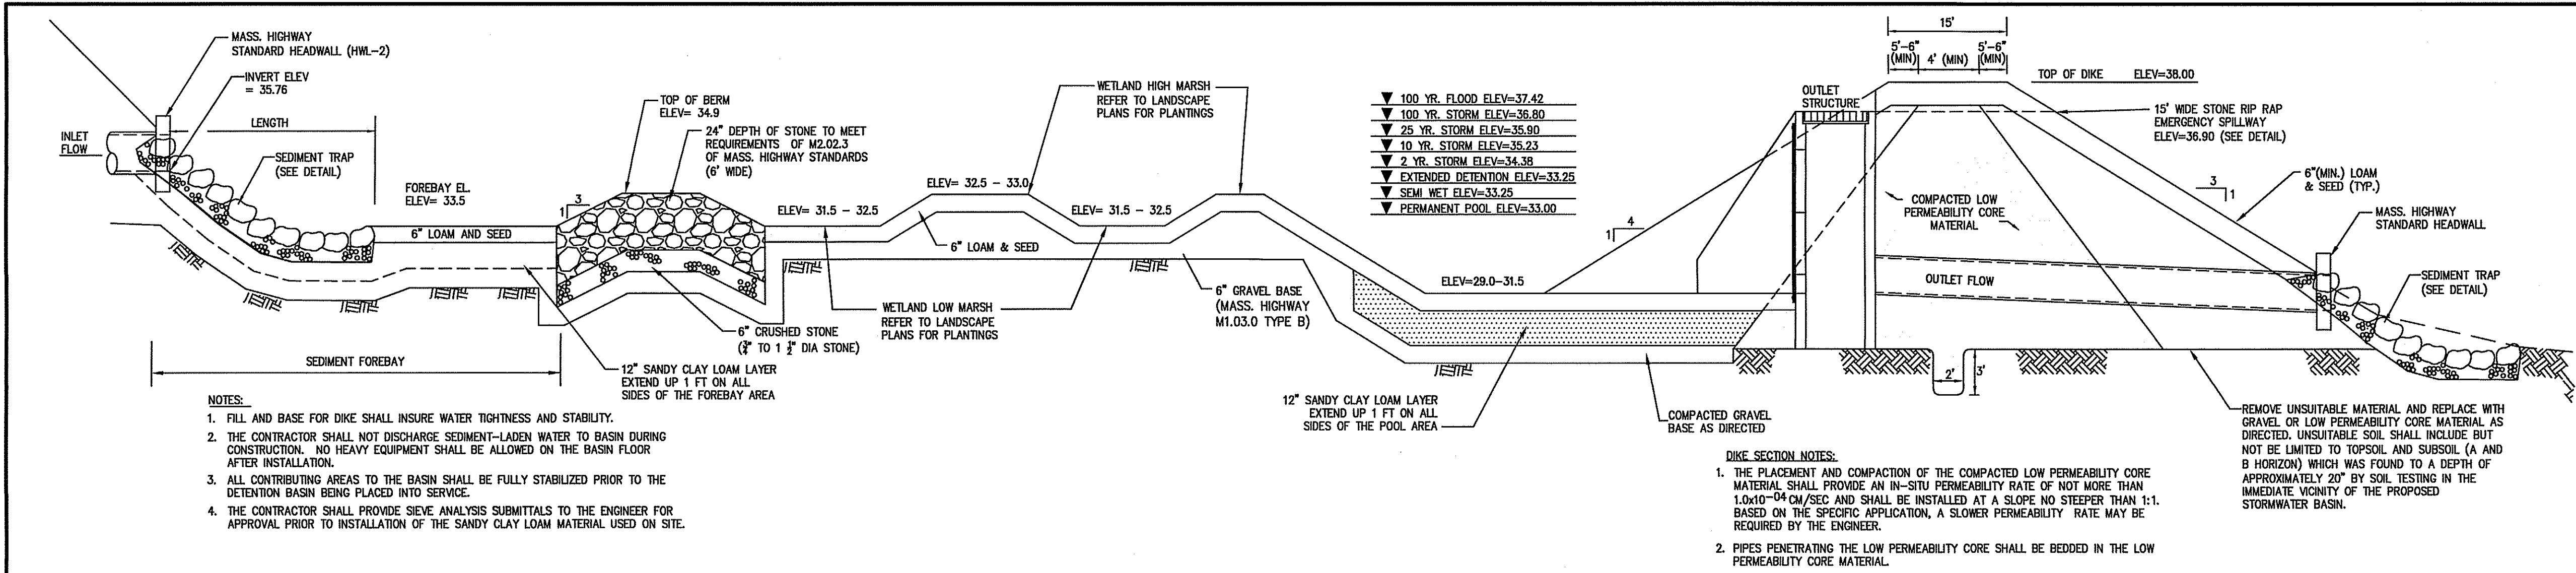 MASS. HIGHWAY
STANDARD HEADWALL (HWL-2)
INVERT ELEV
= 35.76
INLET
FLOW
LENGTH
SEDIMENT TRAP
(SEE DETAIL)
FOREBAY EL.
ELEV= 33.5
6" LOAM AND SEED
TOP OF BERM
ELEV= 34.9
24" DEPTH OF STONE TO MEET
REQUIREMENTS OF M2.02.3
OF MASS. HIGHWAY STANDARDS
(6' WIDE)
3
1
ELEV= 31.5 - 32.5
ELEV= 32.5 - 33.0
ELEV= 31.5 - 32.5
WETLAND HIGH MARSH
REFER TO LANDSCAPE
PLANS FOR PLANTINGS
6" LOAM & SEED
WETLAND LOW MARSH
REFER TO LANDSCAPE
PLANS FOR PLANTINGS
6" CRUSHED STONE
(¾" TO 1 ½" DIA STONE)
SEDIMENT FOREBAY
12" SANDY CLAY LOAM LAYER
EXTEND UP 1 FT ON ALL
SIDES OF THE FOREBAY AREA
6" GRAVEL BASE
(MASS. HIGHWAY
M1.03.0 TYPE B)
100 YR. FLOOD ELEV=37.42
100 YR. STORM ELEV=36.80
25 YR. STORM ELEV=35.90
10 YR. STORM ELEV=35.23
2 YR. STORM ELEV=34.38
EXTENDED DETENTION ELEV=33.25
SEMI WET ELEV=33.25
PERMANENT POOL ELEV=33.00
ELEV=29.0-31.5
4
1
12" SANDY CLAY LOAM LAYER
EXTEND UP 1 FT ON ALL
SIDES OF THE POOL AREA
COMPACTED GRAVEL
BASE AS DIRECTED
OUTLET
STRUCTURE
15'
5'-6"
(MIN)
4' (MIN)
5'-6"
(MIN)
TOP OF DIKE ELEV=38.00
15' WIDE STONE RIP RAP
EMERGENCY SPILLWAY
ELEV=36.90 (SEE DETAIL)
COMPACTED LOW
PERMEABILITY CORE
MATERIAL
3
1
6"(MIN.) LOAM
& SEED (TYP.)
MASS. HIGHWAY
STANDARD HEADWALL
OUTLET FLOW
SEDIMENT TRAP
(SEE DETAIL)
2'
3'
REMOVE UNSUITABLE MATERIAL AND REPLACE WITH
GRAVEL OR LOW PERMEABILITY CORE MATERIAL AS
DIRECTED. UNSUITABLE SOIL SHALL INCLUDE BUT
NOT BE LIMITED TO TOPSOIL AND SUBSOIL (A AND
B HORIZON) WHICH WAS FOUND TO A DEPTH OF
APPROXIMATELY 20" BY SOIL TESTING IN THE
IMMEDIATE VICINITY OF THE PROPOSED
STORMWATER BASIN.
NOTES:
1. FILL AND BASE FOR DIKE SHALL INSURE WATER TIGHTNESS AND STABILITY.
2. THE CONTRACTOR SHALL NOT DISCHARGE SEDIMENT-LADEN WATER TO BASIN DURING
CONSTRUCTION. NO HEAVY EQUIPMENT SHALL BE ALLOWED ON THE BASIN FLOOR
AFTER INSTALLATION.
3. ALL CONTRIBUTING AREAS TO THE BASIN SHALL BE FULLY STABILIZED PRIOR TO THE
DETENTION BASIN BEING PLACED INTO SERVICE.
4. THE CONTRACTOR SHALL PROVIDE SIEVE ANALYSIS SUBMITTALS TO THE ENGINEER FOR
APPROVAL PRIOR TO INSTALLATION OF THE SANDY CLAY LOAM MATERIAL USED ON SITE.
DIKE SECTION NOTES:
1. THE PLACEMENT AND COMPACTION OF THE COMPACTED LOW PERMEABILITY CORE
MATERIAL SHALL PROVIDE AN IN-SITU PERMEABILITY RATE OF NOT MORE THAN
1.0x10⁻⁰⁴ CM/SEC AND SHALL BE INSTALLED AT A SLOPE NO STEEPER THAN 1:1.
BASED ON THE SPECIFIC APPLICATION, A SLOWER PERMEABILITY RATE MAY BE
REQUIRED BY THE ENGINEER.
2. PIPES PENETRATING THE LOW PERMEABILITY CORE SHALL BE BEDDED IN THE LOW
PERMEABILITY CORE MATERIAL.